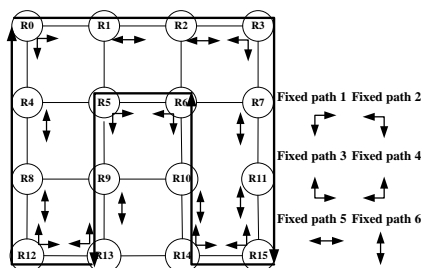 R0 R1 R2 R3
R4 R5 R6 R7
Fixed path 1 Fixed path 2
Fixed path 3 Fixed path 4
R8 R9 R10 R11
Fixed path 5 Fixed path 6
R12 R13 R14 R15